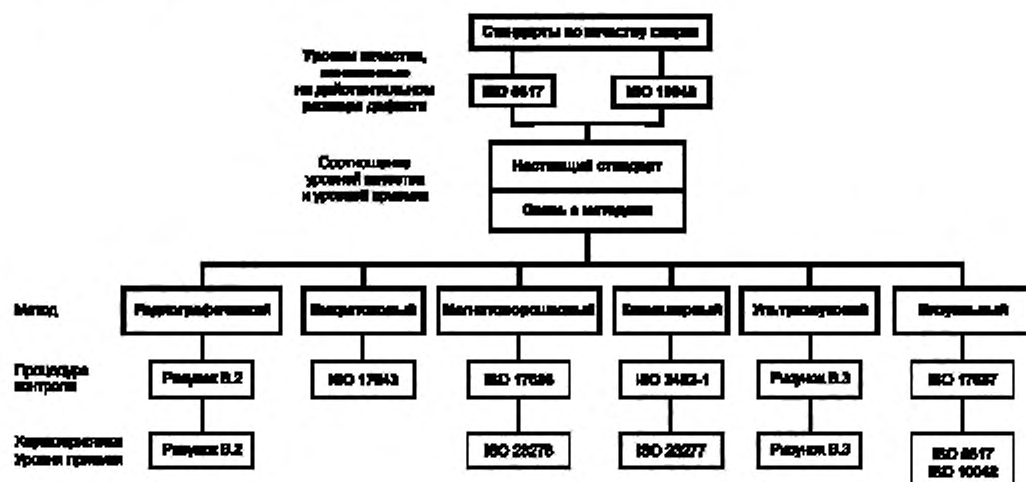 Стандарты по качеству сварки
Уровни качества,
основанные
на действительном
размере дефекта
ISO 5817
ISO 10042
Соотношение
уровней качества
и уровней приемки
Настоящий стандарт
Связь с методами
Метод
Радиографический
Вихретоковый
Магнитопорошковый
Капиллярный
Ультразвуковой
Визуальный
Процедура
контроля
Рисунок В.2
ISO 17643
ISO 17638
ISO 3452-1
Рисунок В.3
ISO 17637
Характеристики
Уровня приемки
Рисунок В.2
ISO 23278
ISO 23277
Рисунок В.3
ISO 5817
ISO 10042